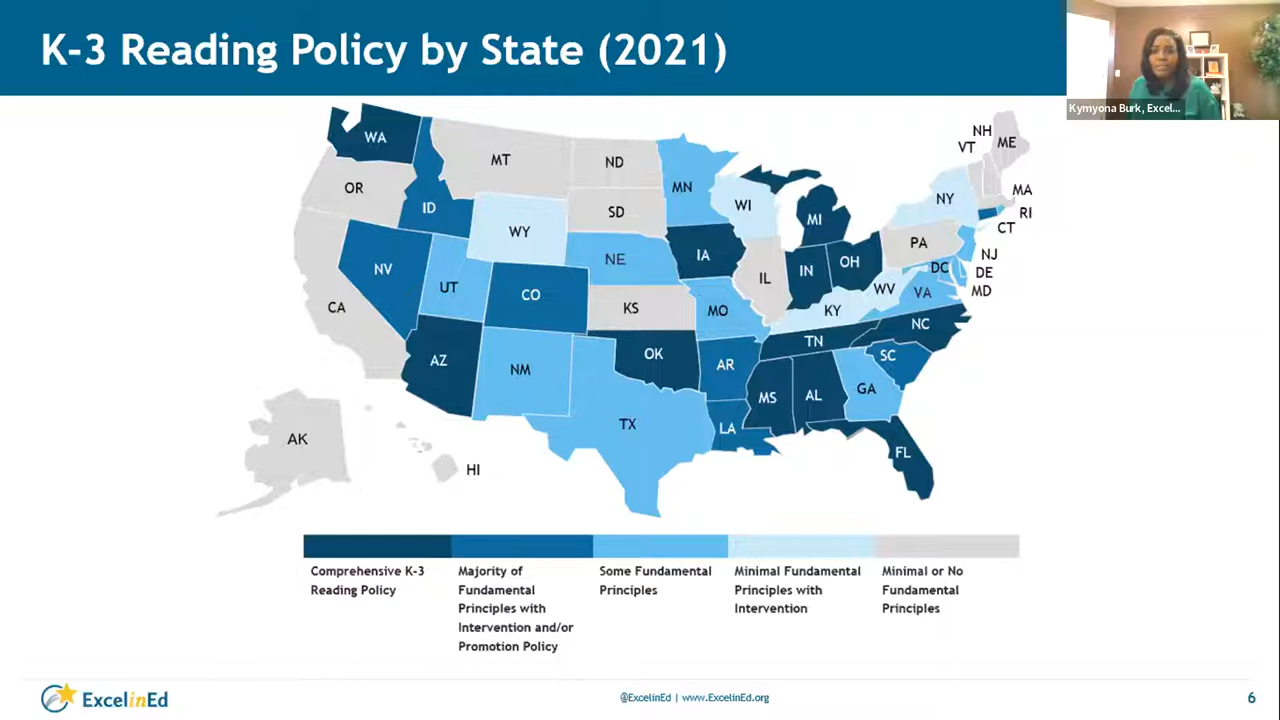 K-3 Reading Policy by State (2021)
Kymyona Burk, Excel...
WA
MT
ND
OR
ID
SD
MN
WY
WI
MI
NH
VT
ME
NY
MA
RI
CT
NV
UT
CO
NE
IA
IL
IN
OH
PA
NJ
DE
MD
DC
CA
KS
MO
KY
WV
VA
AZ
NM
OK
AR
TN
NC
SC
TX
LA
MS
AL
GA
FL
AK
HI
Comprehensive K-3
Reading Policy
Majority of
Fundamental
Principles with
Intervention and/or
Promotion Policy
Some Fundamental
Principles
Minimal Fundamental
Principles with
Intervention
Minimal or No
Fundamental
Principles
ExcelinEd
@ExcelinEd | www.ExcelinEd.org
6